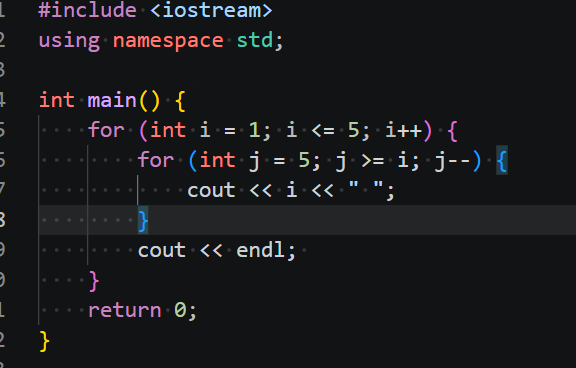 #include <iostream>
using namespace std;
int main() {
for (int i = 1; i <= 5; i++) {
for (int j = 5; j >= i; j--) {
cout << i << " ";
}
cout << endl;
}
return 0;
}